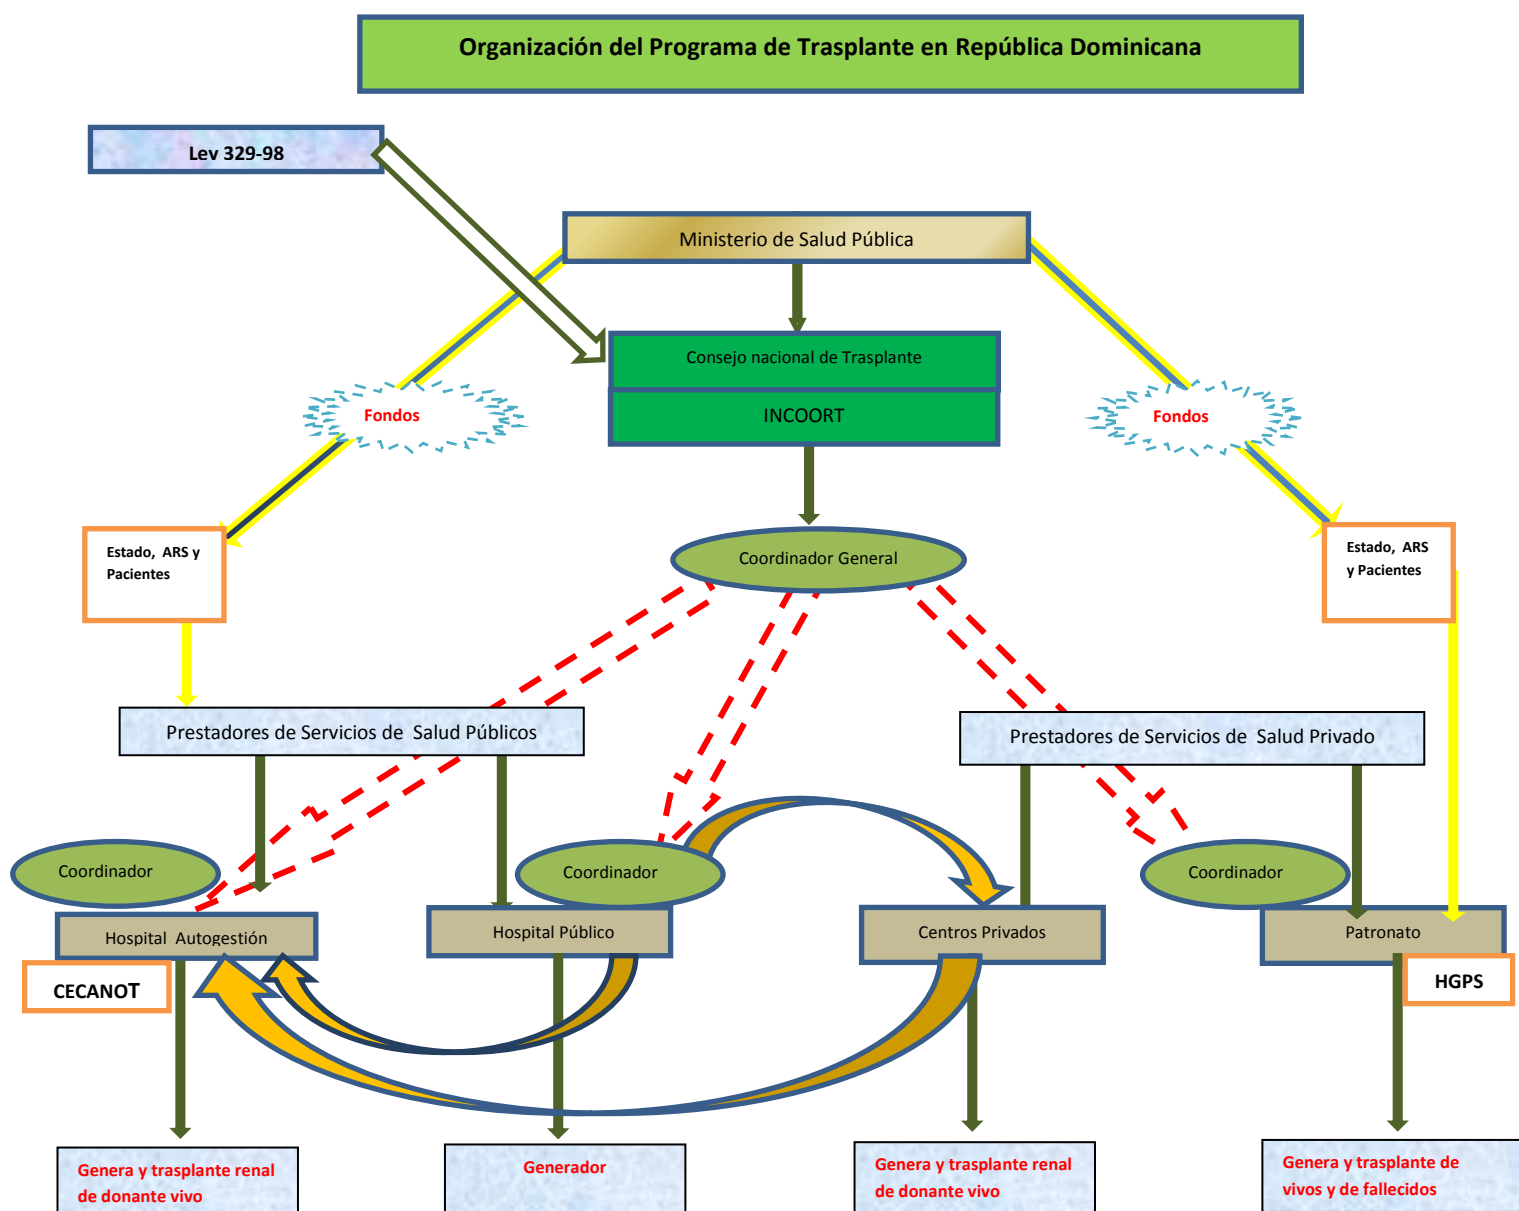 Organización del Programa de Trasplante en República Dominicana
Lev 329-98
Ministerio de Salud Pública
Consejo nacional de Trasplante
INCOORT
Fondos
Fondos
Estado, ARS y
Pacientes
Coordinador General
Estado, ARS
y Pacientes
Prestadores de Servicios de Salud Públicos
Prestadores de Servicios de Salud Privado
Coordinador
Coordinador
Coordinador
Hospital Autogestión
Hospital Público
Centros Privados
Patronato
CECANOT
HGPS
Genera y trasplante renal
de donante vivo
Generador
Genera y trasplante renal
de donante vivo
Genera y trasplante de
vivos y de fallecidos